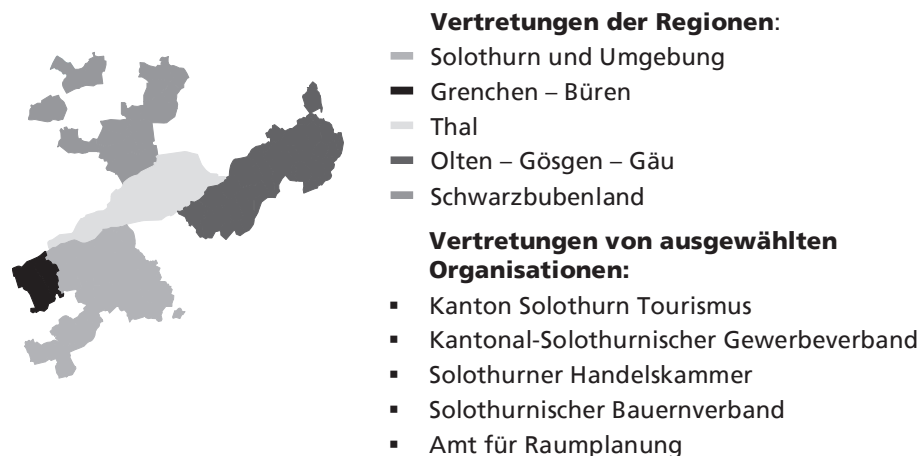 Vertretungen der Regionen:
Solothurn und Umgebung
Grenchen – Büren
Thal
Olten – Gösgen – Gäu
Schwarzbubenland
Vertretungen von ausgewählten
Organisationen:
▪ Kanton Solothurn Tourismus
▪ Kantonal-Solothurnischer Gewerbeverband
▪ Solothurner Handelskammer
▪ Solothurnischer Bauernverband
▪ Amt für Raumplanung